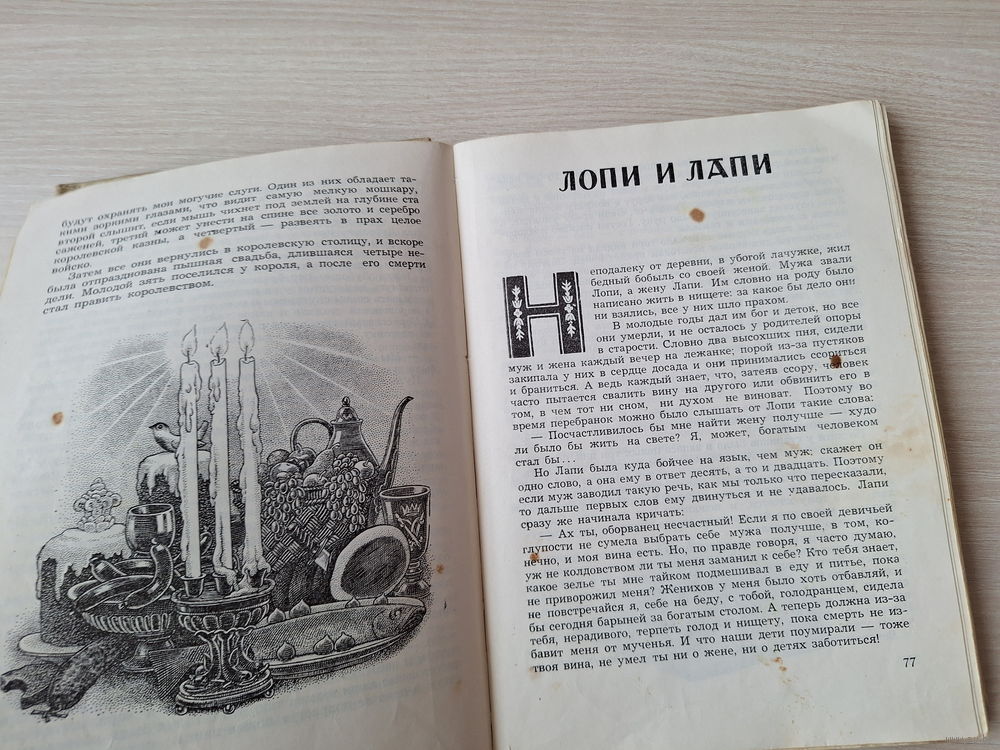 будут охранять мои могучие слуги. Один из них обладает та-
кими зоркими глазами, что видит самую мелкую мошкару,
второй слышит, если мышь чихнет под землей на глубине ста
саженей, третий может унести на спине все золото и серебро
королевской казны, а четвертый — развеять в прах целое
войско.
Затем все они вернулись в королевскую столицу, и вскоре
была отпразднована пышная свадьба, длившаяся четыре не-
дели. Молодой зять поселился у короля, а после его смерти
стал править королевством.
ЛОПИ И ЛАПИ
Неподалеку от деревни, в убогой лачужке, жил
бедный бобыль со своей женой. Мужа звали
Лопи, а жену Лапи. Им словно на роду было
написано жить в нищете: за какое бы дело они
ни взялись, все у них шло прахом.
В молодые годы дал им бог и деток, но все
они умерли, и не осталось у родителей опоры
в старости. Словно два высохших пня, сидели
муж и жена каждый вечер на лежанке; порой из-за пустяков
закипала у них в сердце досада и они принимались ссориться
и браниться. А ведь каждый знает, что, затеяв ссору, человек
часто пытается свалить вину на другого или обвинить его в
том, в чем тот ни сном, ни духом не виноват. Поэтому во
время перебранок можно было слышать от Лопи такие слова:
— Посчастливилось бы мне найти жену получше — худо
ли было бы жить на свете? Я, может, богатым человеком
стал бы...
Но Лапи была куда бойчее на язык, чем муж: скажет он
одно слово, а она ему в ответ десять, а то и двадцать. Поэтому
если муж заводил такую речь, как мы только что пересказали,
то дальше первых слов ему двинуться и не удавалось. Лапи
сразу же начинала кричать:
— Ах ты, оборванец несчастный! Если я по своей девичьей
глупости не сумела выбрать себе мужа получше, в том, ко-
нечно, и моя вина есть. Но, по правде говоря, я часто думаю,
уж не колдовством ли ты меня заманил к себе? Кто тебя знает,
какое зелье ты мне тайком подмешивал в еду и питье, пока
не приворожил меня? Женихов у меня было хоть отбавляй, и
не повстречайся я, себе на беду, с тобой, голодранцем, сидела
бы сегодня барыней за богатым столом. А теперь должна из-за
тебя, нерадивого, терпеть голод и нищету, пока смерть не из-
бавит меня от мученья. И что наши дети поумирали — тоже
твоя вина, не умел ты ни о жене, ни о детях заботиться!
77